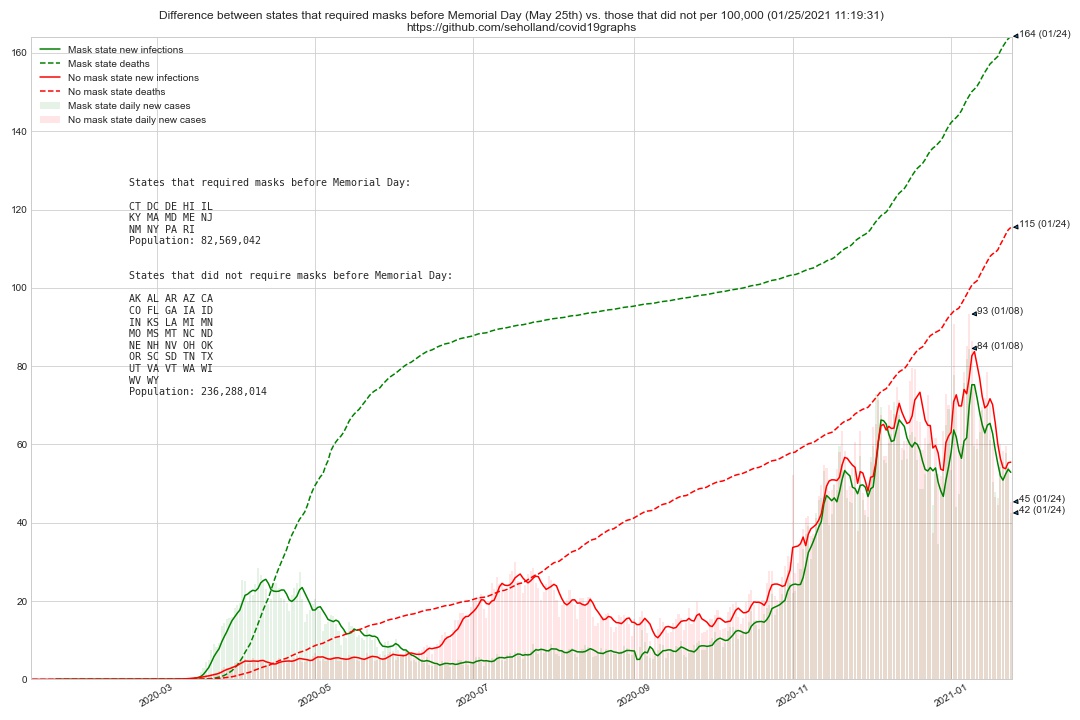 Difference between states that required masks before Memorial Day (May 25th) vs. those that did not per 100,000 (01/25/2021 11:19:31)
https://github.com/seholland/covid19graphs
Mask state new infections
Mask state deaths
No mask state new infections
No mask state deaths
Mask state daily new cases
No mask state daily new cases
States that required masks before Memorial Day:
CT DC DE HI IL
KY MA MD ME NJ
NM NY PA RI
Population: 82,569,042
States that did not require masks before Memorial Day:
AK AL AR AZ CA
CO FL GA IA ID
IN KS LA MI MN
MO MS MT NC ND
NE NH NV OH OK
OR SC SD TN TX
UT VA VT WA WI
WV WY
Population: 236,288,014
164 (01/24)
115 (01/24)
93 (01/08)
84 (01/08)
45 (01/24)
42 (01/24)
160
140
120
100
80
60
40
20
0
2020-03
2020-05
2020-07
2020-09
2020-11
2021-01